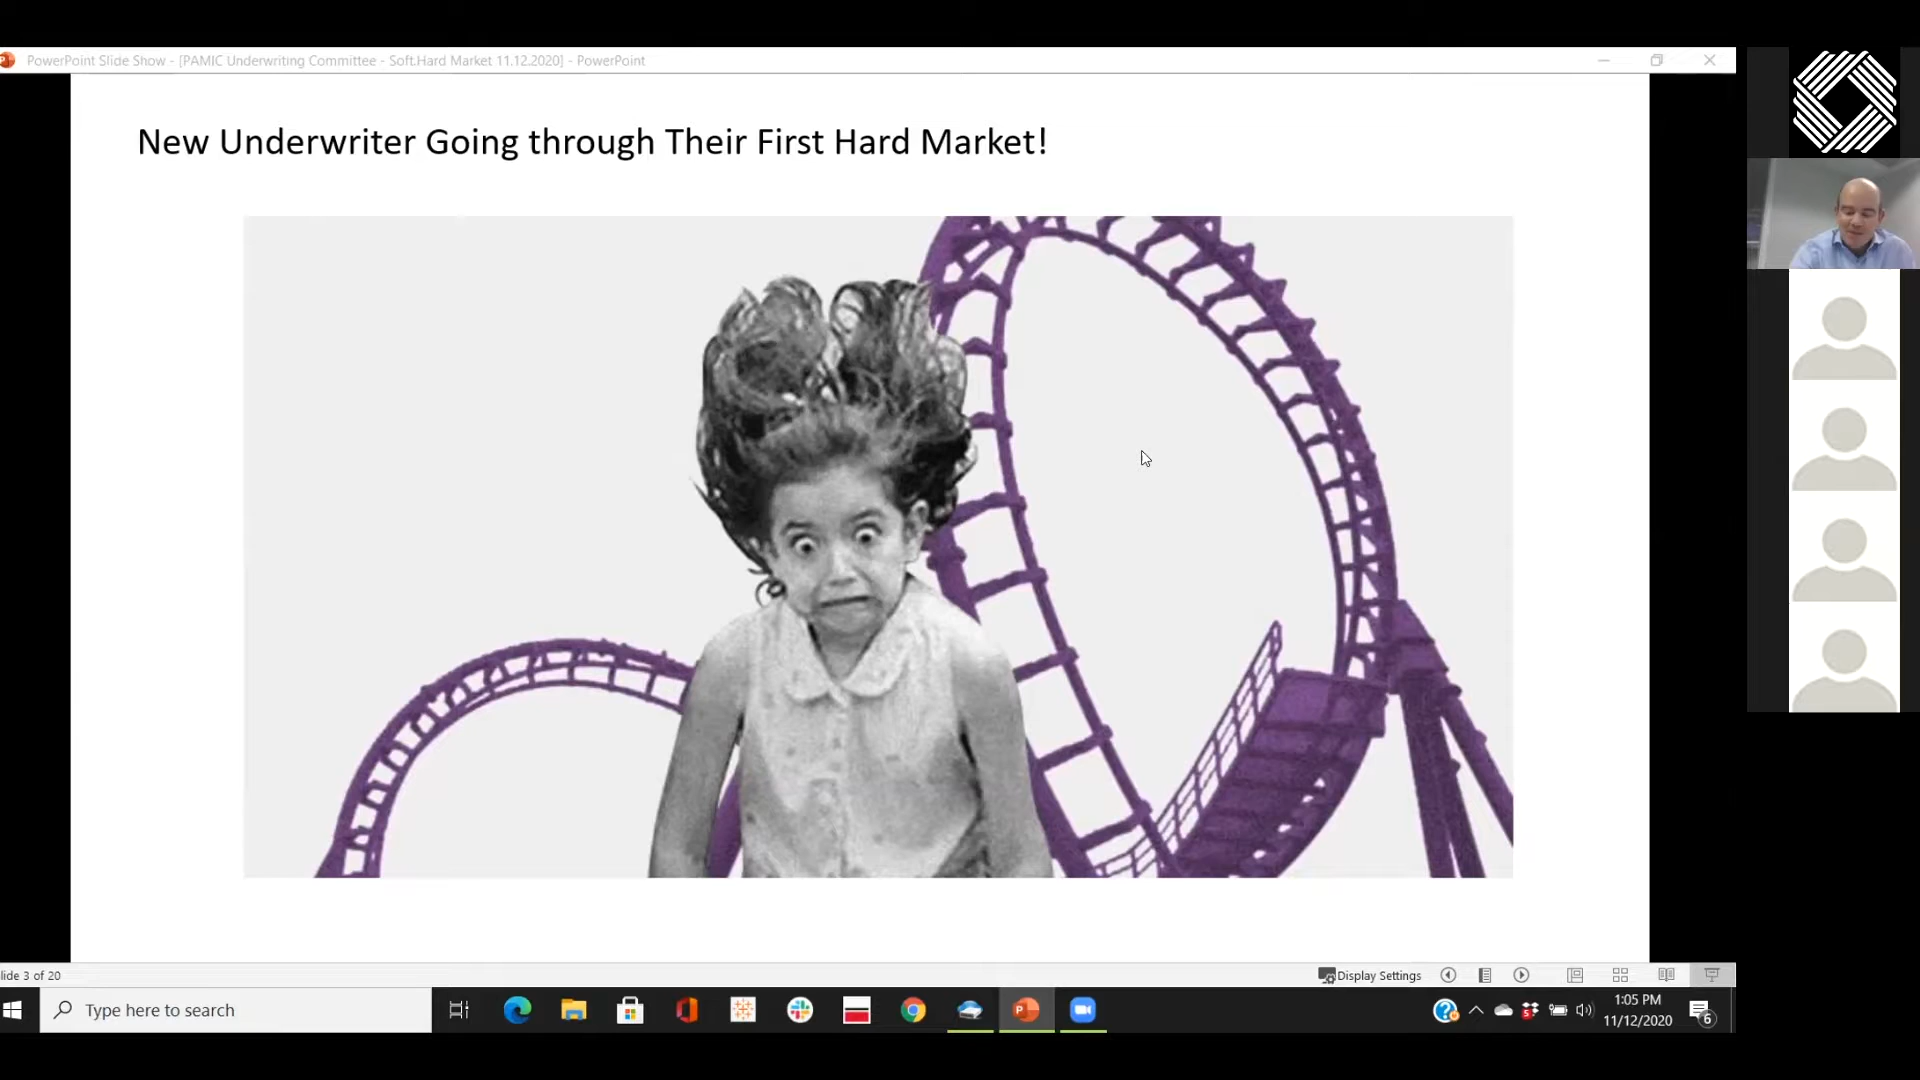 PowerPoint Slide Show - [PAMIC Underwriting Committee - Soft.Hard Market 11.12.2020] - PowerPoint
New Underwriter Going through Their First Hard Market!
lide 3 of 20
Display Settings
Type here to search
1:05 PM
11/12/2020
6